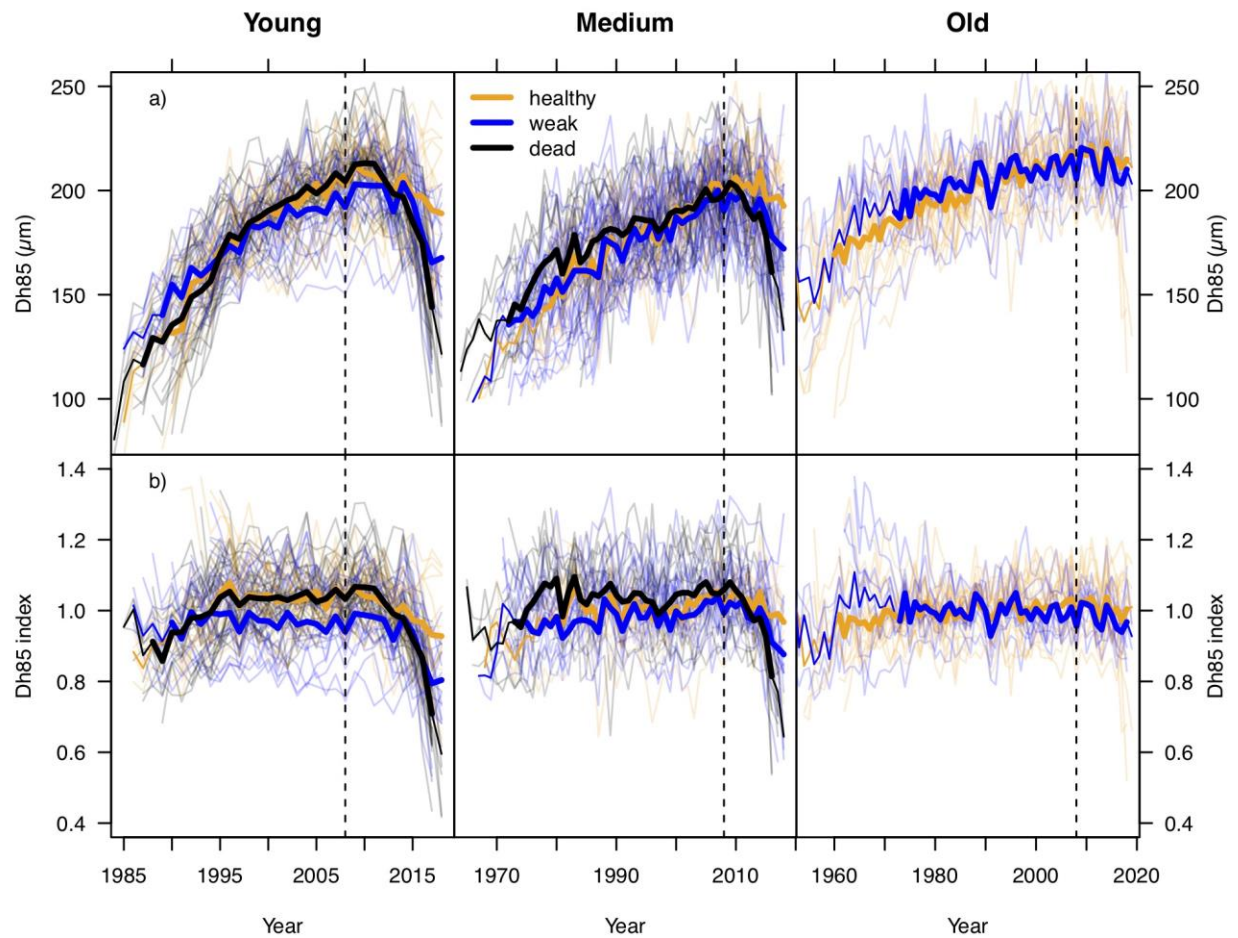 Young Medium Old
a)
healthy
weak
dead
250 250
200 200
150 150
100 100
Dh85 (µm) Dh85 (µm)
b)
1.4 1.4
1.2 1.2
1.0 1.0
0.8 0.8
0.6 0.6
0.4 0.4
Dh85 index Dh85 index
1985 1995 2005 2015 1970 1990 2010 1960 1980 2000 2020
Year Year Year